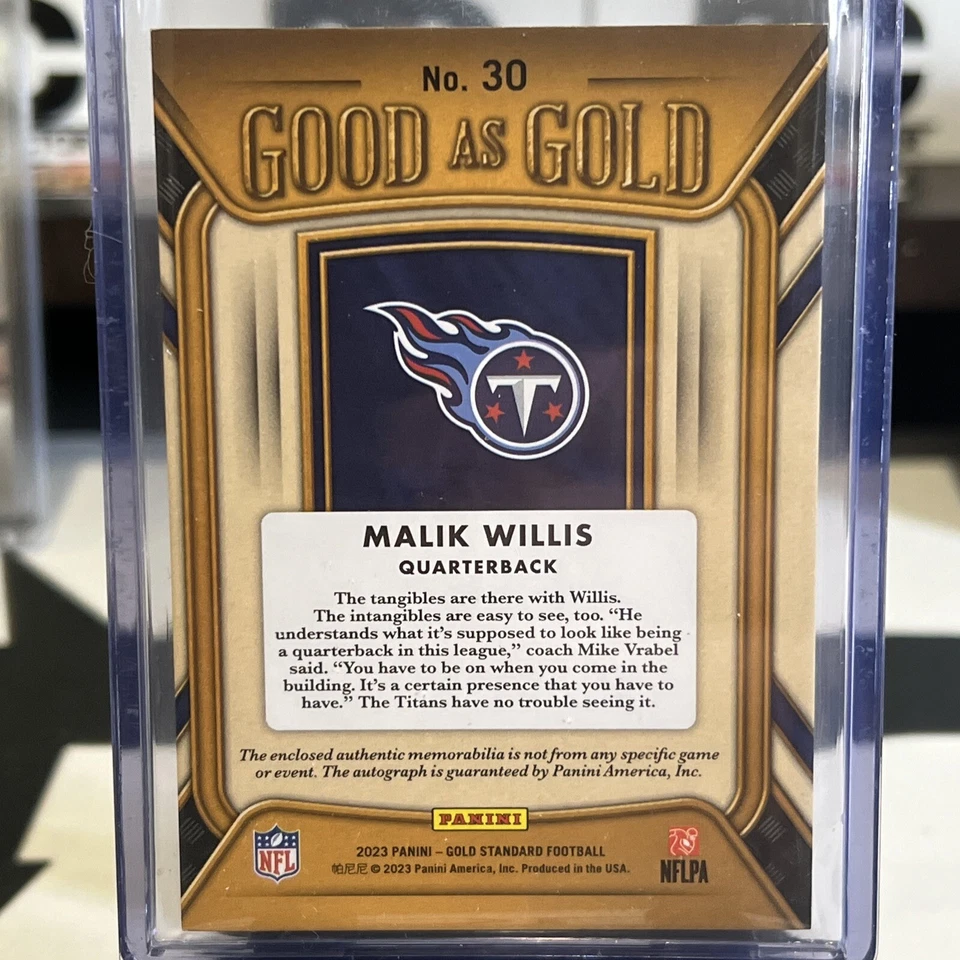 No. 30
GOOD AS GOLD
T
MALIK WILLIS
QUARTERBACK
The tangibles are there with Willis.
The intangibles are easy to see, too. “He
understands what it’s supposed to look like being
a quarterback in this league,” coach Mike Vrabel
said. “You have to be on when you come in the
building. It’s a certain presence that you have to
have.” The Titans have no trouble seeing it.
The enclosed authentic memorabilia is not from any specific game
or event. The autograph is guaranteed by Panini America, Inc.
PANINI
NFL
2023 PANINI – GOLD STANDARD FOOTBALL
帕尼尼 © 2023 Panini America, Inc. Produced in the USA.
NFLPA